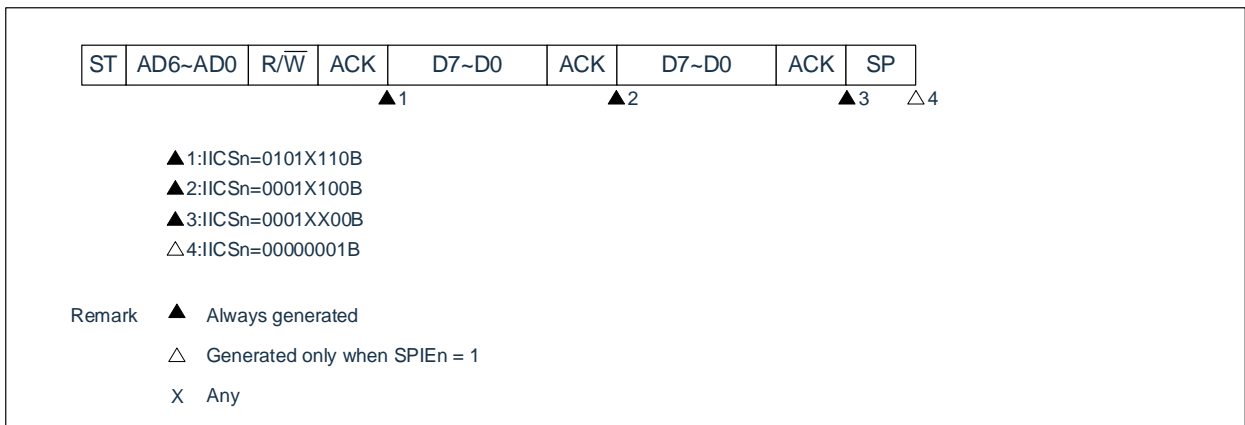 ST AD6~AD0 R/W̅ ACK D7~D0 ACK D7~D0 ACK SP
▲1 ▲2 ▲3 △4
▲1:IICSn=0101X110B
▲2:IICSn=0001X100B
▲3:IICSn=0001XX00B
△4:IICSn=00000001B
Remark ▲ Always generated
△ Generated only when SPIEn = 1
X Any